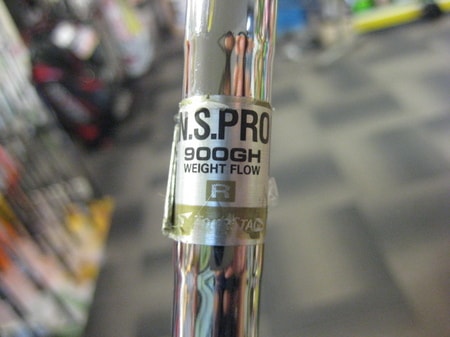 N.S.PRO
900GH
WEIGHT FLOW
R